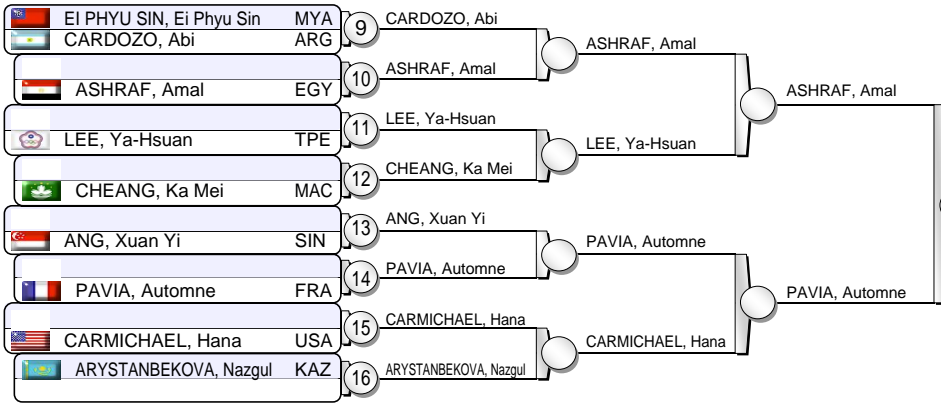 EI PHYU SIN, Ei Phyu Sin MYA
CARDOZO, Abi ARG
9
CARDOZO, Abi
ASHRAF, Amal EGY
10
ASHRAF, Amal
ASHRAF, Amal
LEE, Ya-Hsuan TPE
11
LEE, Ya-Hsuan
CHEANG, Ka Mei MAC
12
CHEANG, Ka Mei
LEE, Ya-Hsuan
ASHRAF, Amal
ANG, Xuan Yi SIN
13
ANG, Xuan Yi
PAVIA, Automne FRA
14
PAVIA, Automne
PAVIA, Automne
CARMICHAEL, Hana USA
15
CARMICHAEL, Hana
ARYSTANBEKOVA, Nazgul KAZ
16
ARYSTANBEKOVA, Nazgul
CARMICHAEL, Hana
PAVIA, Automne